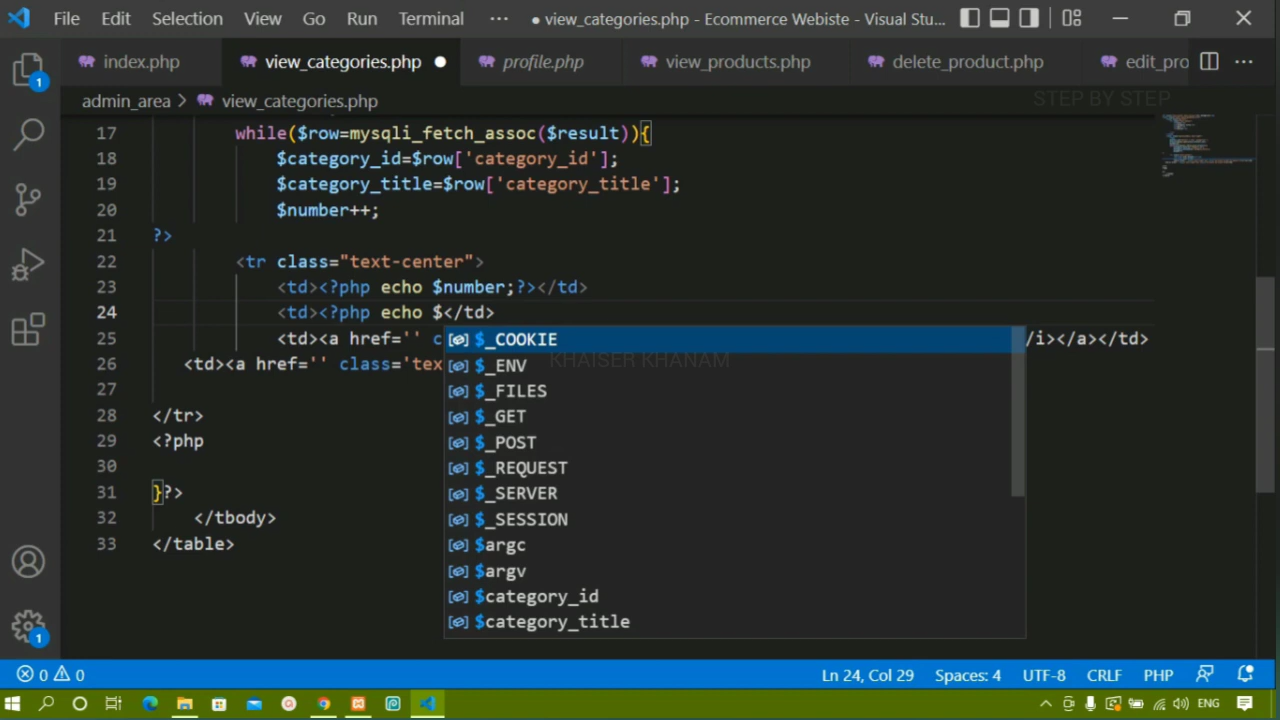 File Edit Selection View Go Run Terminal ··· ● view_categories.php - Ecommerce Webiste - Visual Stu...
index.php view_categories.php ● profile.php view_products.php delete_product.php edit_pro ···
1
admin_area > view_categories.php
STEP BY STEP
17 while($row=mysqli_fetch_assoc($result)){
18 $category_id=$row['category_id'];
19 $category_title=$row['category_title'];
20 $number++;
21 ?>
22 <tr class="text-center">
23 <td><?php echo $number;?></td>
24 <td><?php echo $</td>
25 <td><a href='' c /i></a></td>
26 <td><a href='' class='tex
27
28 </tr>
29 <?php
30
31 }?>
32 </tbody>
33 </table>
$_COOKIE
KHAISER KHANAM
$_ENV
$_FILES
$_GET
$_POST
$_REQUEST
$_SERVER
$_SESSION
$argc
$argv
$category_id
$category_title
1
0 0 Ln 24, Col 29 Spaces: 4 UTF-8 CRLF PHP
ENG